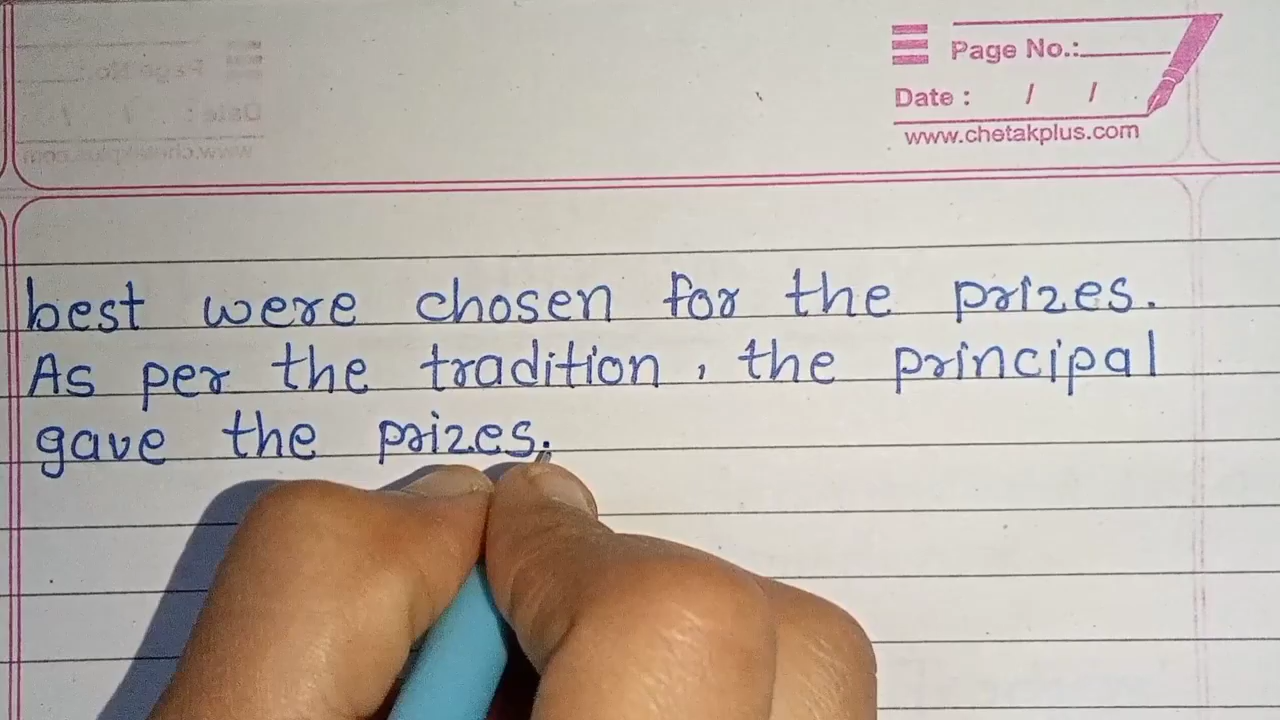 Page No.:
Date : / /
www.chetakplus.com
best were chosen for the prizes.
As per the tradition, the principal
gave the prizes.